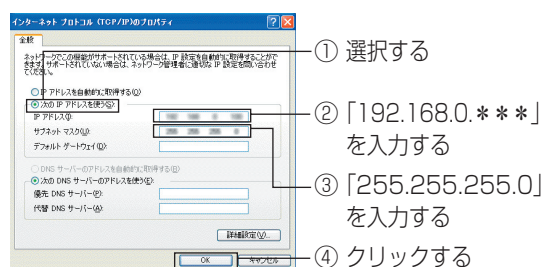 インターネット プロトコル (TCP/IP)のプロパティ
全般
ネットワークでこの機能がサポートされている場合は、IP 設定を自動的に取得することがで
きます。サポートされていない場合は、ネットワーク管理者に適切な IP 設定を問い合わせ
てください。
IP アドレスを自動的に取得する(O)
次の IP アドレスを使う(S):
IP アドレス(I):
192 168 0 100
サブネット マスク(U):
255 255 255 0
デフォルト ゲートウェイ(D):
DNS サーバーのアドレスを自動的に取得する(B)
次の DNS サーバーのアドレスを使う(E):
優先 DNS サーバー(P):
代替 DNS サーバー(A):
詳細設定(V)...
OK
キャンセル
① 選択する
②「192.168.0.＊＊＊」
を入力する
③「255.255.255.0」
を入力する
④ クリックする